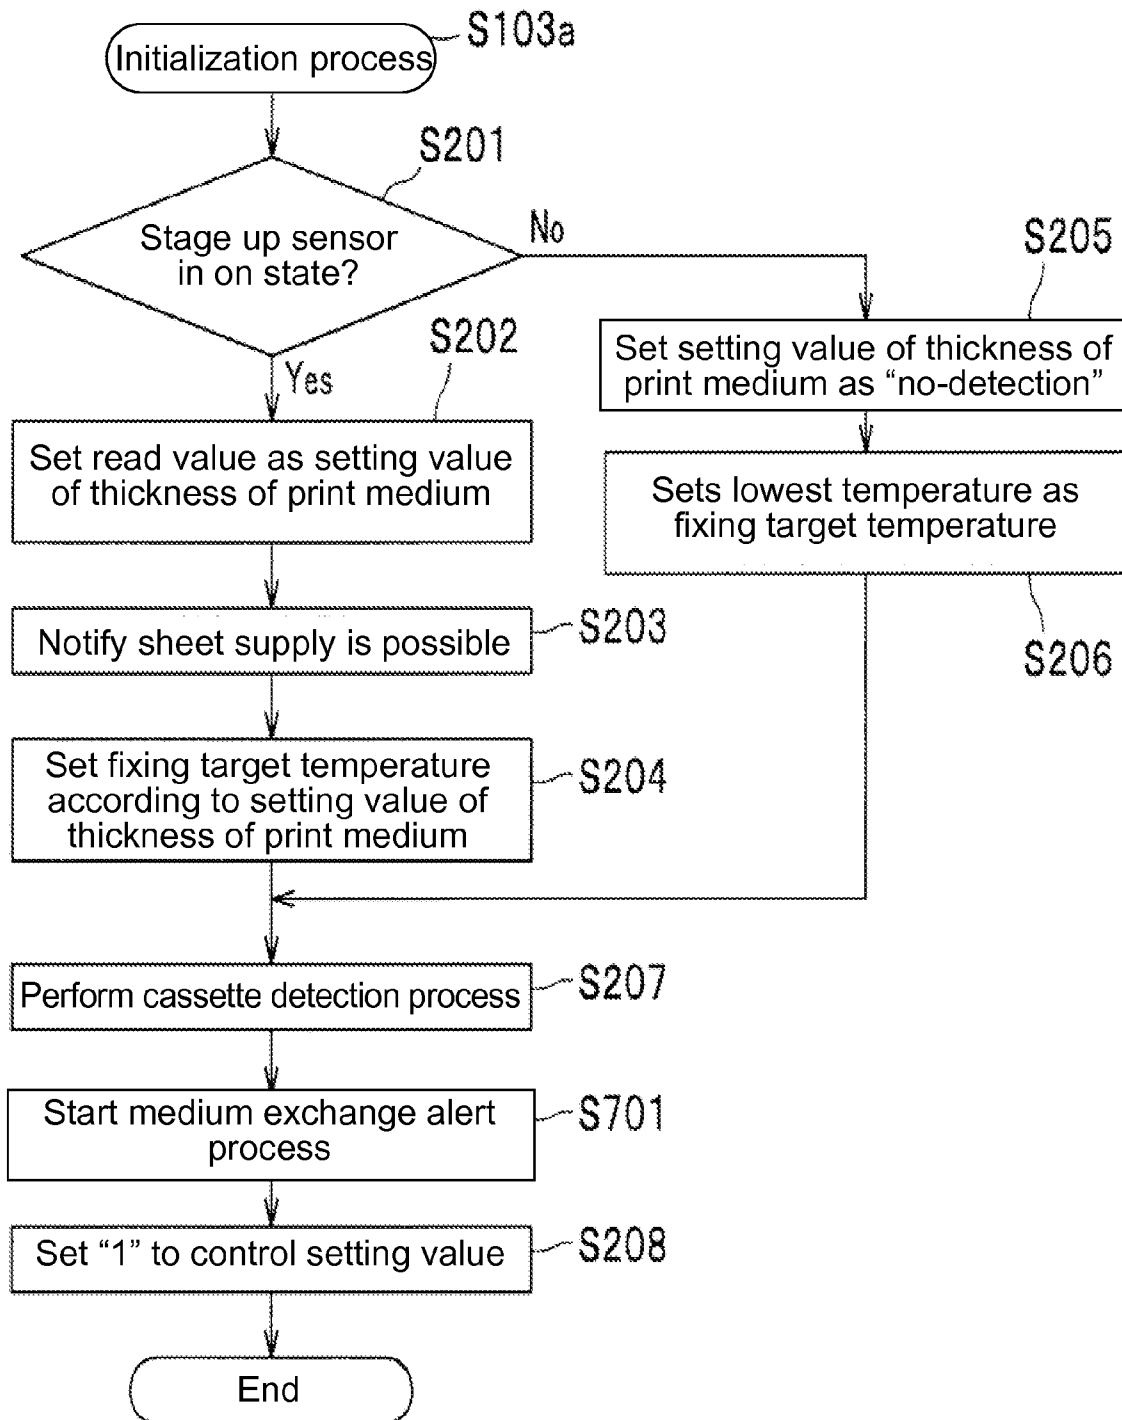 S103a
Initialization process
S201
Stage up sensor
in on state?
No
Yes
S205
Set setting value of thickness of
print medium as “no-detection”
S202
Set read value as setting value
of thickness of print medium
Sets lowest temperature as
fixing target temperature
S206
Notify sheet supply is possible
S203
Set fixing target temperature
according to setting value of
thickness of print medium
S204
Perform cassette detection process
S207
Start medium exchange alert
process
S701
Set “1” to control setting value
S208
End